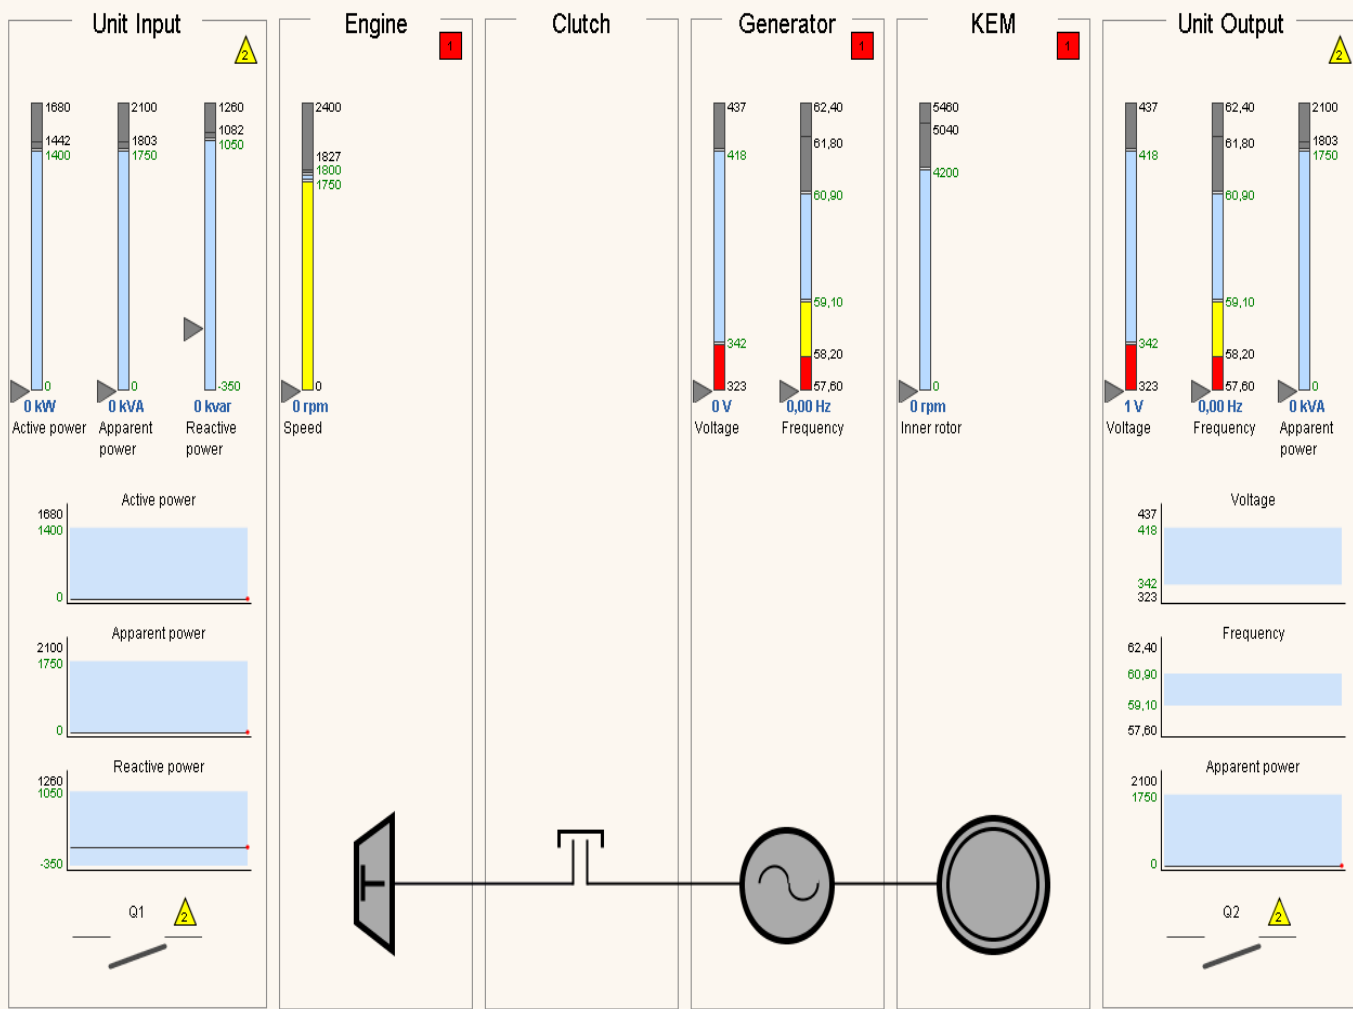 Unit Input
2
1680
1442
1400
0
0 kW
Active power
2100
1803
1750
0
0 kVA
Apparent
power
1260
1082
1050
-350
0 kvar
Reactive
power
Active power
1680
1400
0
Apparent power
2100
1750
0
Reactive power
1260
1050
-350
Q1
2
Engine
1
2400
1827
1800
1750
0
0 rpm
Speed
Clutch
Generator
1
437
418
342
323
0 V
Voltage
62,40
61,80
60,90
59,10
58,20
57,60
0,00 Hz
Frequency
KEM
1
5460
5040
4200
0
0 rpm
Inner rotor
Unit Output
2
437
418
342
323
1 V
Voltage
62,40
61,80
60,90
59,10
58,20
57,60
0,00 Hz
Frequency
2100
1803
1750
0
0 kVA
Apparent
power
Voltage
437
418
342
323
Frequency
62,40
60,90
59,10
57,60
Apparent power
2100
1750
0
Q2
2